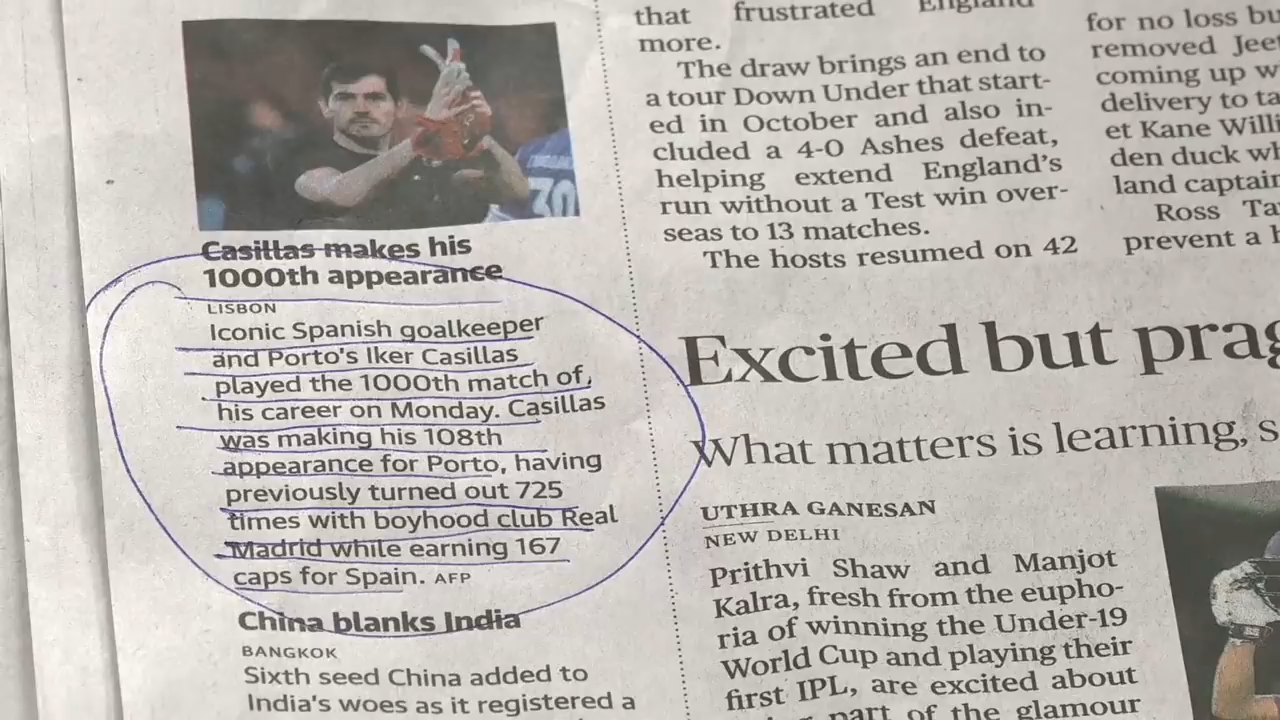 30
Casillas makes his
1000th appearance
LISBON
Iconic Spanish goalkeeper
and Porto's Iker Casillas
played the 1000th match of
his career on Monday. Casillas
was making his 108th
appearance for Porto, having
previously turned out 725
times with boyhood club Real
Madrid while earning 167
caps for Spain. AFP
China blanks India
BANGKOK
Sixth seed China added to
India's woes as it registered a
that frustrated England
more.
The draw brings an end to
a tour Down Under that start-
ed in October and also in-
cluded a 4-0 Ashes defeat,
helping extend England's
run without a Test win over-
seas to 13 matches.
The hosts resumed on 42
for no loss
removed
coming up
delivery to
et Kane
den duck
land captain
Ross
prevent a
Excited but
What matters is learning,
UTHRA GANESAN
NEW DELHI
Prithvi Shaw and Manjot
Kalra, fresh from the eupho-
ria of winning the Under-19
World Cup and playing their
first IPL, are excited about
part of the glamour